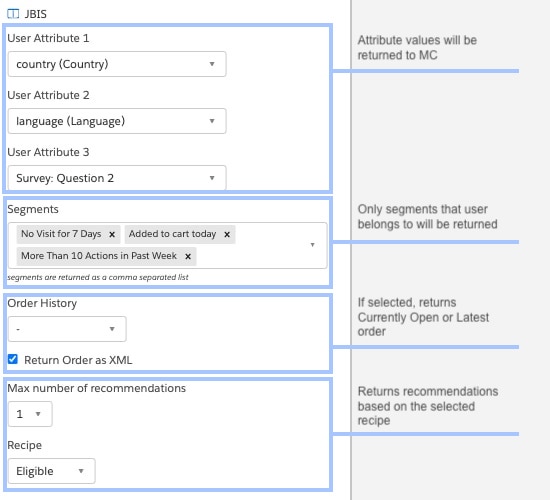 JBIS
User Attribute 1
country (Country)
User Attribute 2
language (Language)
User Attribute 3
Survey: Question 2
Attribute values will be
returned to MC
Segments
No Visit for 7 Days × Added to cart today ×
More Than 10 Actions in Past Week ×
segments are returned as a comma separated list
Only segments that user
belongs to will be returned
Order History
-
Return Order as XML
If selected, returns
Currently Open or Latest
order
Max number of recommendations
1
Recipe
Eligible
Returns recommendations
based on the selected
recipe